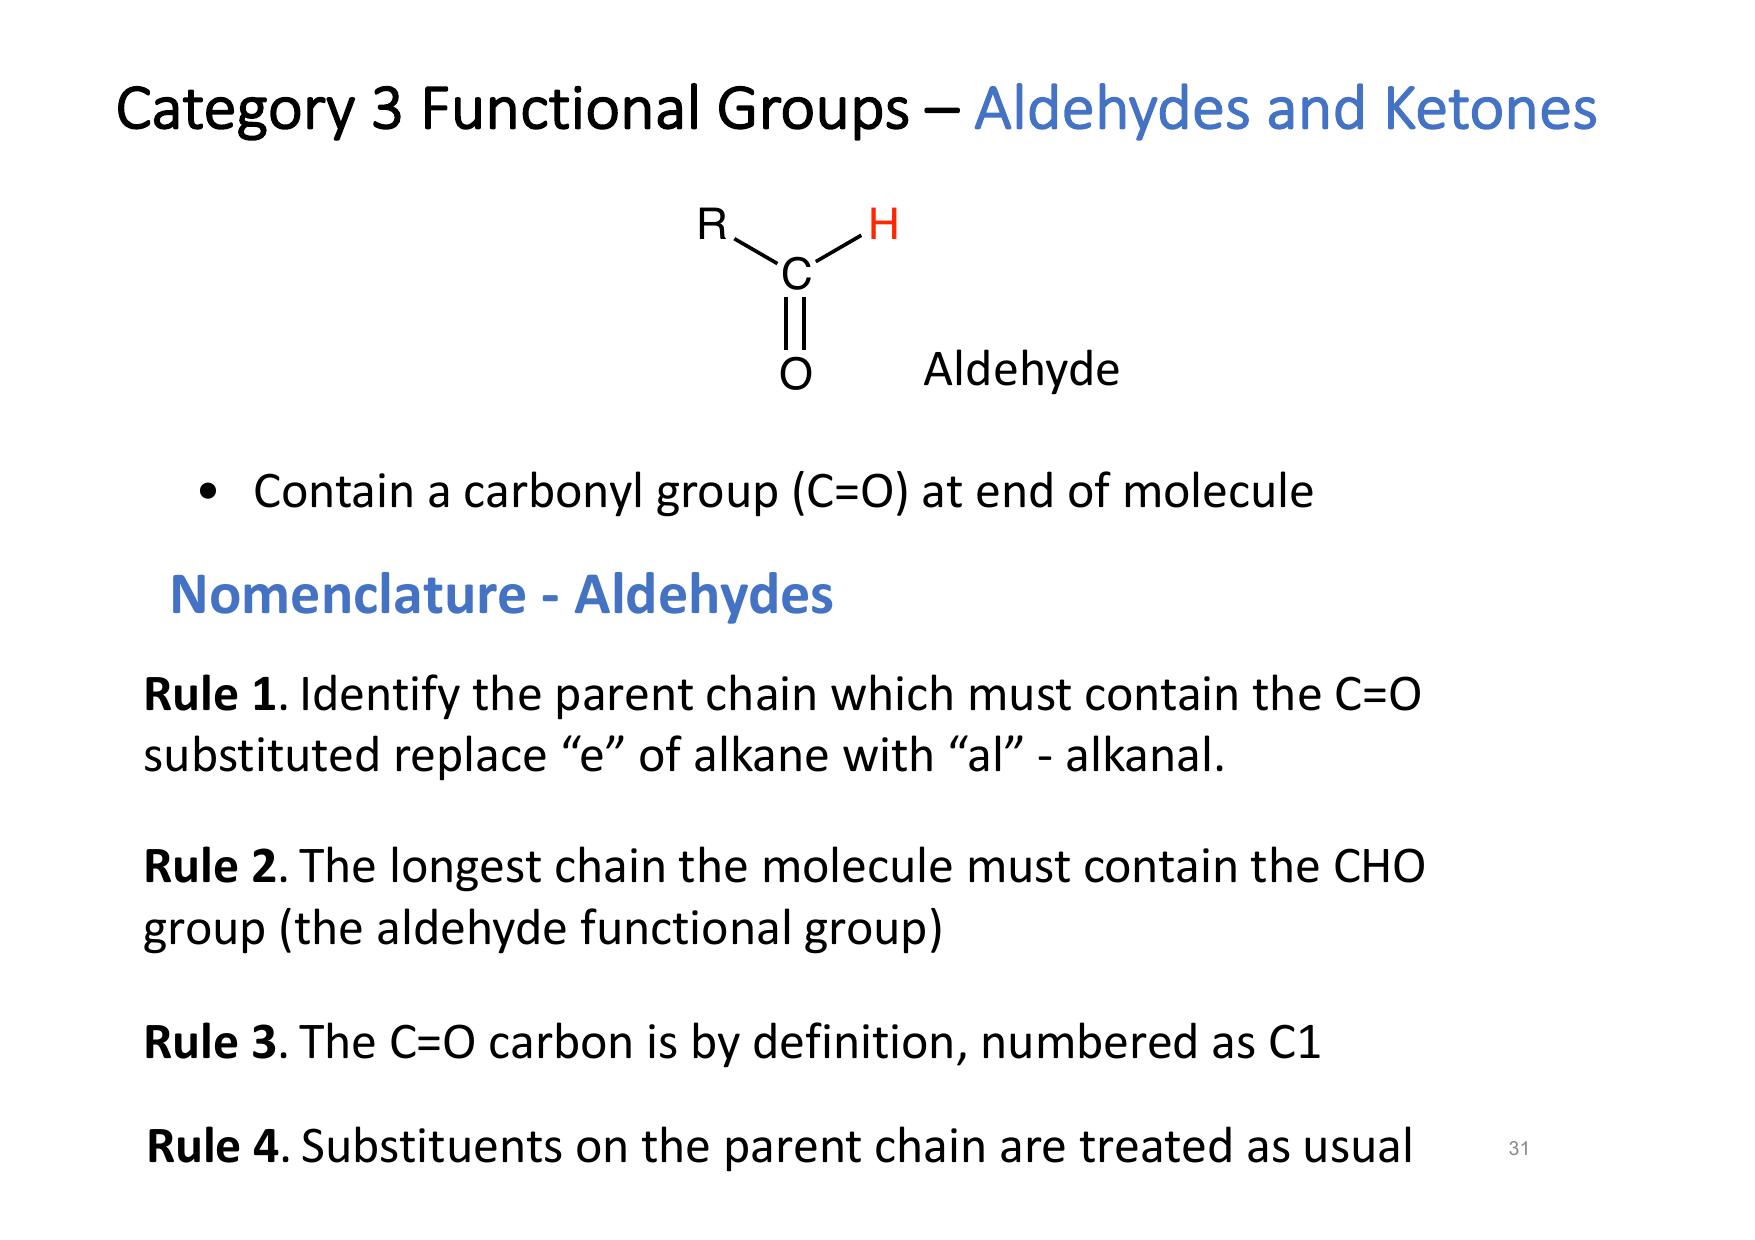 Category 3 Functional Groups – Aldehydes and Ketones
R H
C
O
Aldehyde
• Contain a carbonyl group (C=O) at end of molecule
Nomenclature - Aldehydes
Rule 1. Identify the parent chain which must contain the C=O
substituted replace “e” of alkane with “al” - alkanal.
Rule 2. The longest chain the molecule must contain the CHO
group (the aldehyde functional group)
Rule 3. The C=O carbon is by definition, numbered as C1
Rule 4. Substituents on the parent chain are treated as usual
31